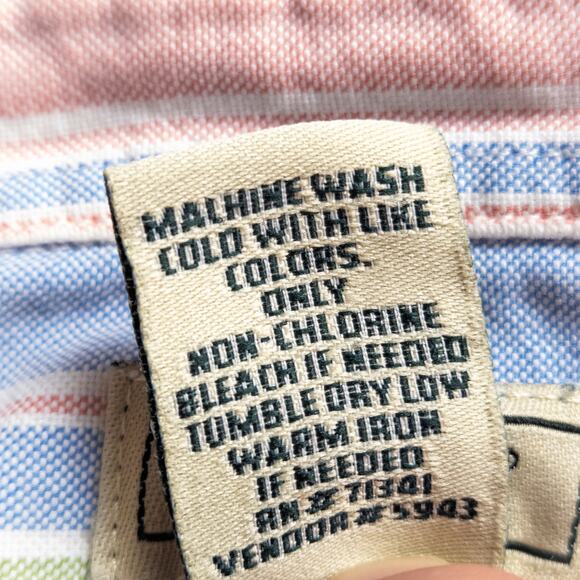 MACHINE WASH
COLD WITH LIKE
COLORS.
ONLY
NON-CHLORINE
BLEACH IF NEEDED
TUMBLE DRY LOW
WARM IRON
IF NEEDED
RN # 71341
VENDOR # 5943